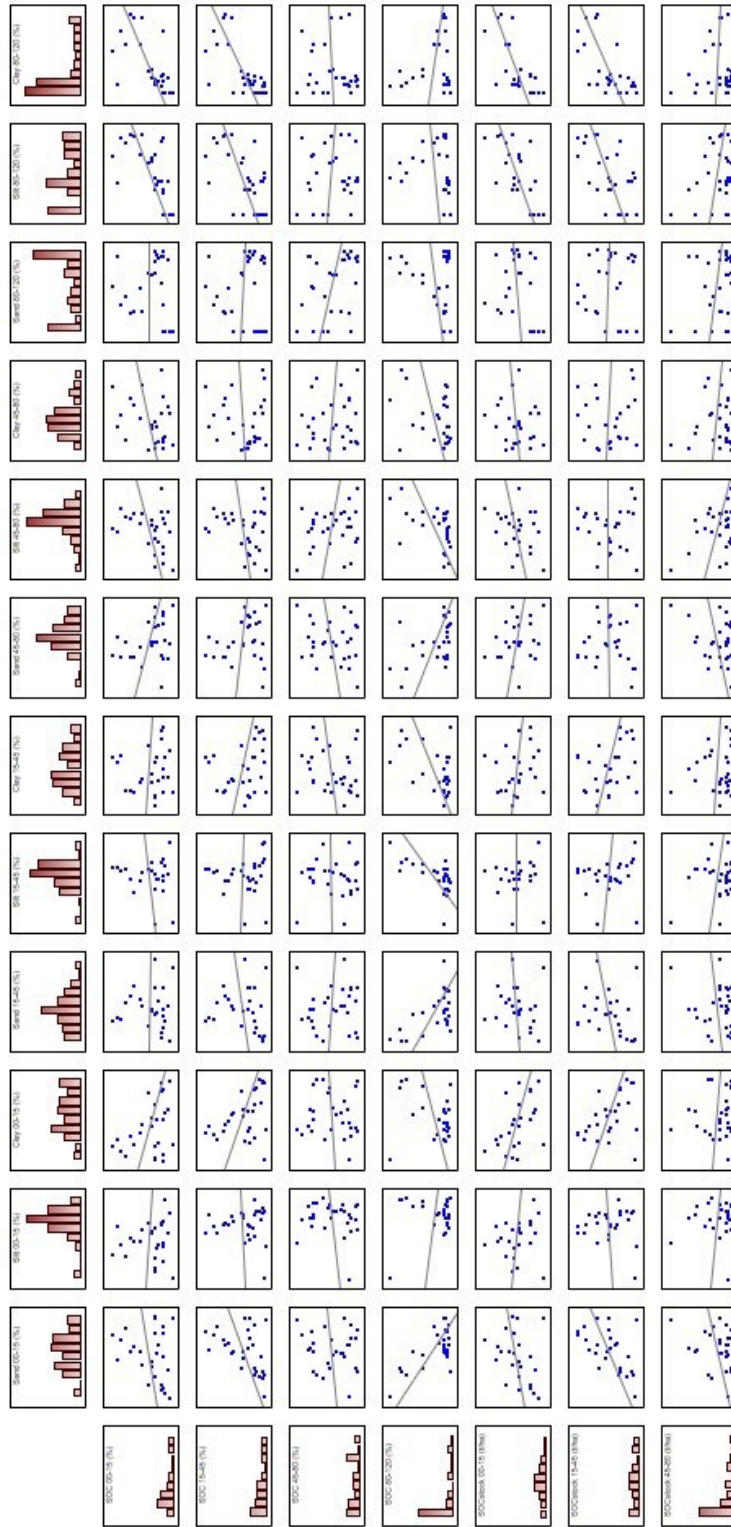 Sand 00-15 (%)
Silt 00-15 (%)
Clay 00-15 (%)
Sand 15-45 (%)
Silt 15-45 (%)
Clay 15-45 (%)
Sand 45-80 (%)
Silt 45-80 (%)
Clay 45-80 (%)
Sand 80-120 (%)
Silt 80-120 (%)
Clay 80-120 (%)
SOC 00-15 (%)
SOC 15-45 (%)
SOC 45-80 (%)
SOC 80-120 (%)
SOCstock 00-15 (t/ha)
SOCstock 15-45 (t/ha)
SOCstock 45-80 (t/ha)